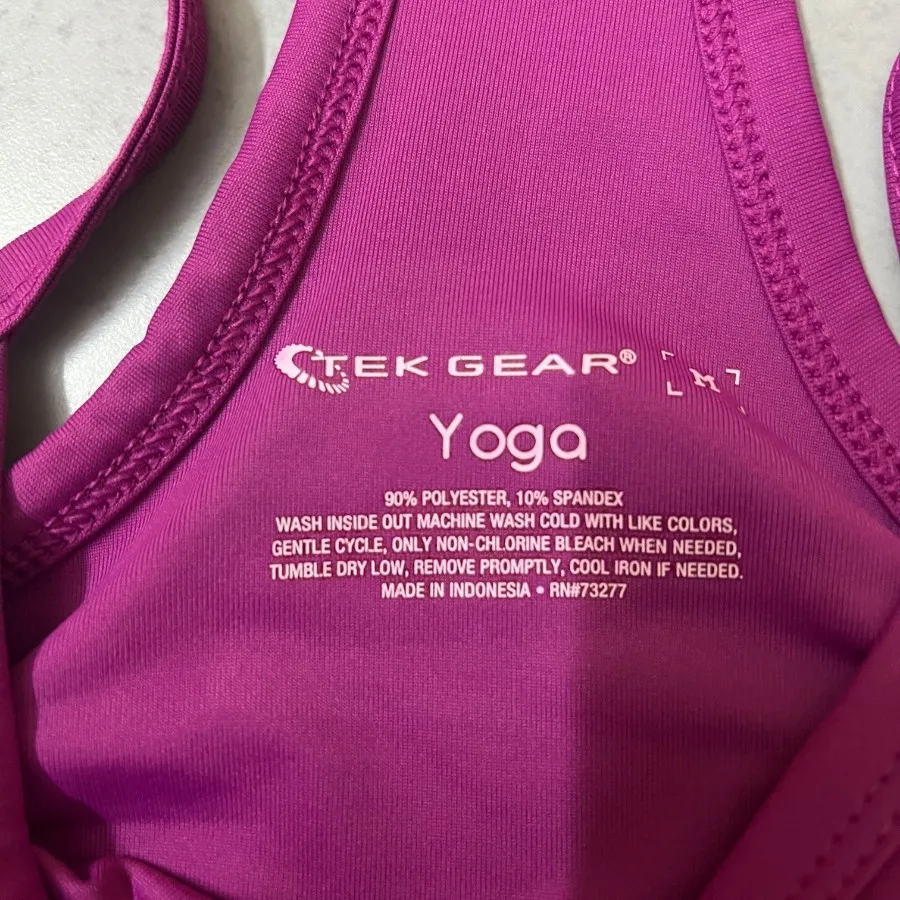 TEK GEAR® M
Yoga
90% POLYESTER, 10% SPANDEX
WASH INSIDE OUT MACHINE WASH COLD WITH LIKE COLORS,
GENTLE CYCLE, ONLY NON-CHLORINE BLEACH WHEN NEEDED,
TUMBLE DRY LOW, REMOVE PROMPTLY, COOL IRON IF NEEDED.
MADE IN INDONESIA • RN#73277